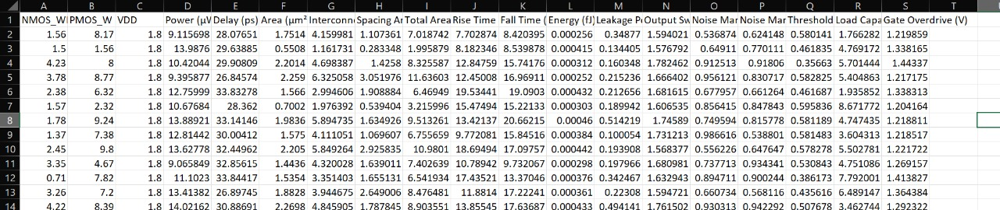 A B C D E F G H I J K L M N O P Q R S T
1 NMOS_W PMOS_W VDD Power (µV Delay (ps) Area (µm² Interconn Spacing Ar Total Area Rise Time Fall Time ( Energy (fJ) Leakage P Output Sw Noise Mar Noise Mar Threshold Load Capa Gate Overdrive (V)
2 1.56 8.17 1.8 9.115698 28.07651 1.7514 4.159981 1.107361 7.018742 7.702874 8.420395 0.000256 0.34877 1.594021 0.536874 0.624148 0.580141 1.766282 1.219859
3 1.5 1.56 1.8 13.9876 29.63885 0.5508 1.161731 0.283348 1.995879 8.182346 8.539878 0.000415 0.134405 1.576792 0.64911 0.770111 0.461835 4.769172 1.338165
4 4.23 8 1.8 10.42044 29.90809 2.2014 4.698387 1.4258 8.325587 12.84759 15.74176 0.000312 0.160348 1.782462 0.912513 0.91806 0.35663 5.701444 1.44337
5 3.78 8.77 1.8 9.395877 26.84574 2.259 6.325058 3.051976 11.63603 12.45008 16.96911 0.000252 0.215236 1.666402 0.956121 0.830717 0.582825 5.404863 1.217175
6 2.38 6.32 1.8 12.75999 33.83278 1.566 2.994606 1.908884 6.46949 19.53441 19.0903 0.000432 0.212656 1.681615 0.677957 0.661264 0.461687 1.935852 1.338313
7 1.57 2.32 1.8 10.67684 28.362 0.7002 1.976392 0.539404 3.215996 15.47494 15.22133 0.000303 0.189942 1.606535 0.856415 0.847843 0.595836 8.671772 1.204164
8 1.78 9.24 1.8 13.88921 33.14146 1.9836 5.894735 1.634926 9.513261 13.42137 20.66215 0.00046 0.514219 1.74589 0.749594 0.815778 0.581189 4.747435 1.218811
9 1.37 7.38 1.8 12.81442 30.00412 1.575 4.111051 1.069607 6.755659 9.772081 15.84516 0.000384 0.100054 1.731213 0.986616 0.538801 0.581483 3.604313 1.218517
10 2.45 9.8 1.8 13.62778 32.44962 2.205 5.849264 2.925835 10.9801 18.69494 17.09757 0.000442 0.193908 1.568377 0.556226 0.647647 0.578278 5.502781 1.221722
11 3.35 4.67 1.8 9.065849 32.85615 1.4436 4.320028 1.639011 7.402639 10.78942 9.732067 0.000298 0.197966 1.680981 0.737713 0.934341 0.530843 4.751086 1.269157
12 0.71 7.82 1.8 11.1023 33.84417 1.5354 3.351403 1.655131 6.541934 17.43521 13.37046 0.000376 0.342467 1.632943 0.894711 0.900244 0.386173 7.792001 1.413827
13 3.26 7.2 1.8 13.41382 26.89745 1.8828 3.944675 2.649006 8.476481 11.8814 17.22241 0.000361 0.22308 1.594721 0.660734 0.568116 0.435616 6.489147 1.364384
14 4.22 8.39 1.8 14.02162 30.88691 2.2698 4.845905 1.787845 8.903551 13.85545 17.63687 0.000433 0.494141 1.761502 0.930313 0.942292 0.507678 3.462744 1.292322